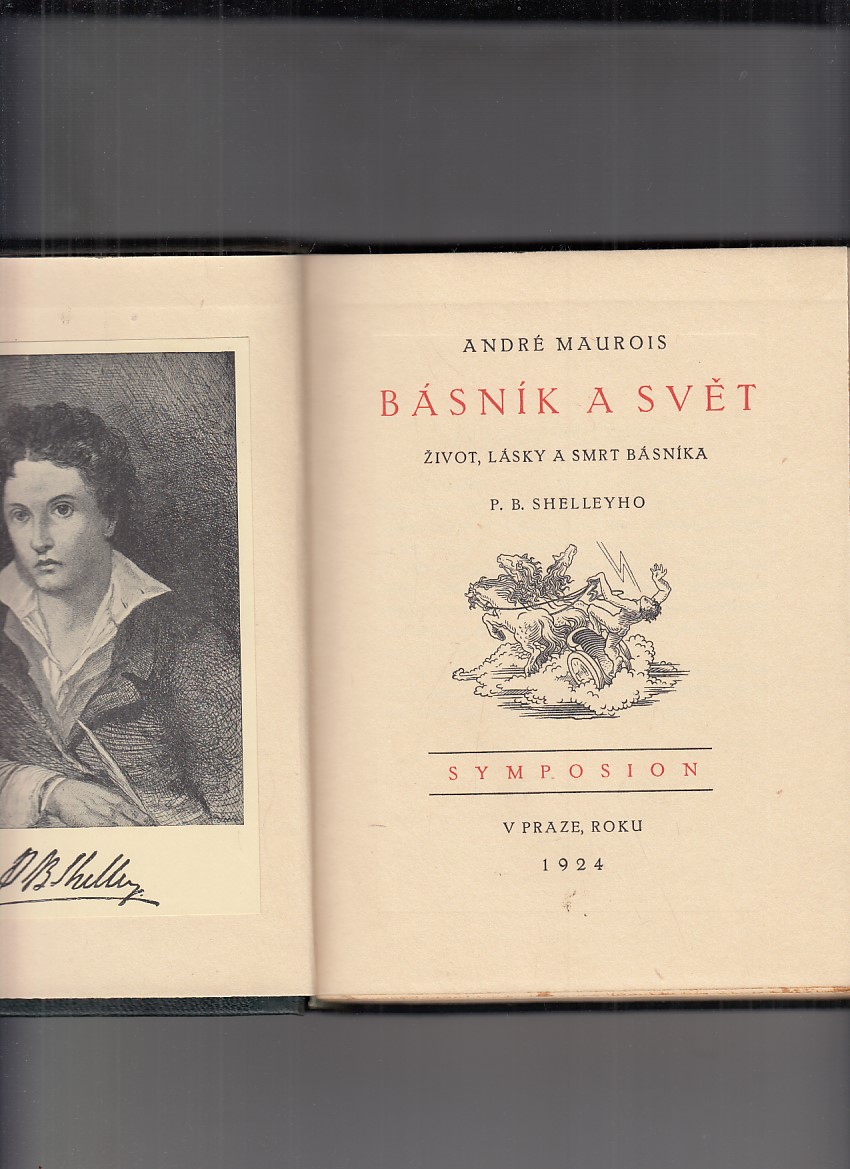 P B Shelley
ANDRÉ MAUROIS
BÁSNÍK A SVĚT
ŽIVOT, LÁSKY A SMRT BÁSNÍKA
P. B. SHELLEYHO
SYMPOSION
V PRAZE, ROKU
1924